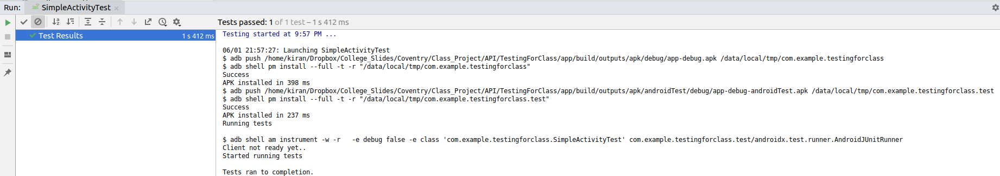 Run: SimpleActivityTest
Tests passed: 1 of 1 test – 1 s 412 ms
Test Results 1 s 412 ms
Testing started at 9:57 PM ...
06/01 21:57:27: Launching SimpleActivityTest
$ adb push /home/kiran/Dropbox/College_Slides/Coventry/Class_Project/API/TestingForClass/app/build/outputs/apk/debug/app-debug.apk /data/local/tmp/com.example.testingforclass
$ adb shell pm install --full -t -r "/data/local/tmp/com.example.testingforclass"
Success
APK installed in 398 ms
$ adb push /home/kiran/Dropbox/College_Slides/Coventry/Class_Project/API/TestingForClass/app/build/outputs/apk/androidTest/debug/app-debug-androidTest.apk /data/local/tmp/com.example.testingforclass.test
$ adb shell pm install --full -t -r "/data/local/tmp/com.example.testingforclass.test"
Success
APK installed in 237 ms
Running tests
$ adb shell am instrument -w -r   -e debug false -e class 'com.example.testingforclass.SimpleActivityTest' com.example.testingforclass.test/androidx.test.runner.AndroidJUnitRunner
Client not ready yet..
Started running tests
Tests ran to completion.